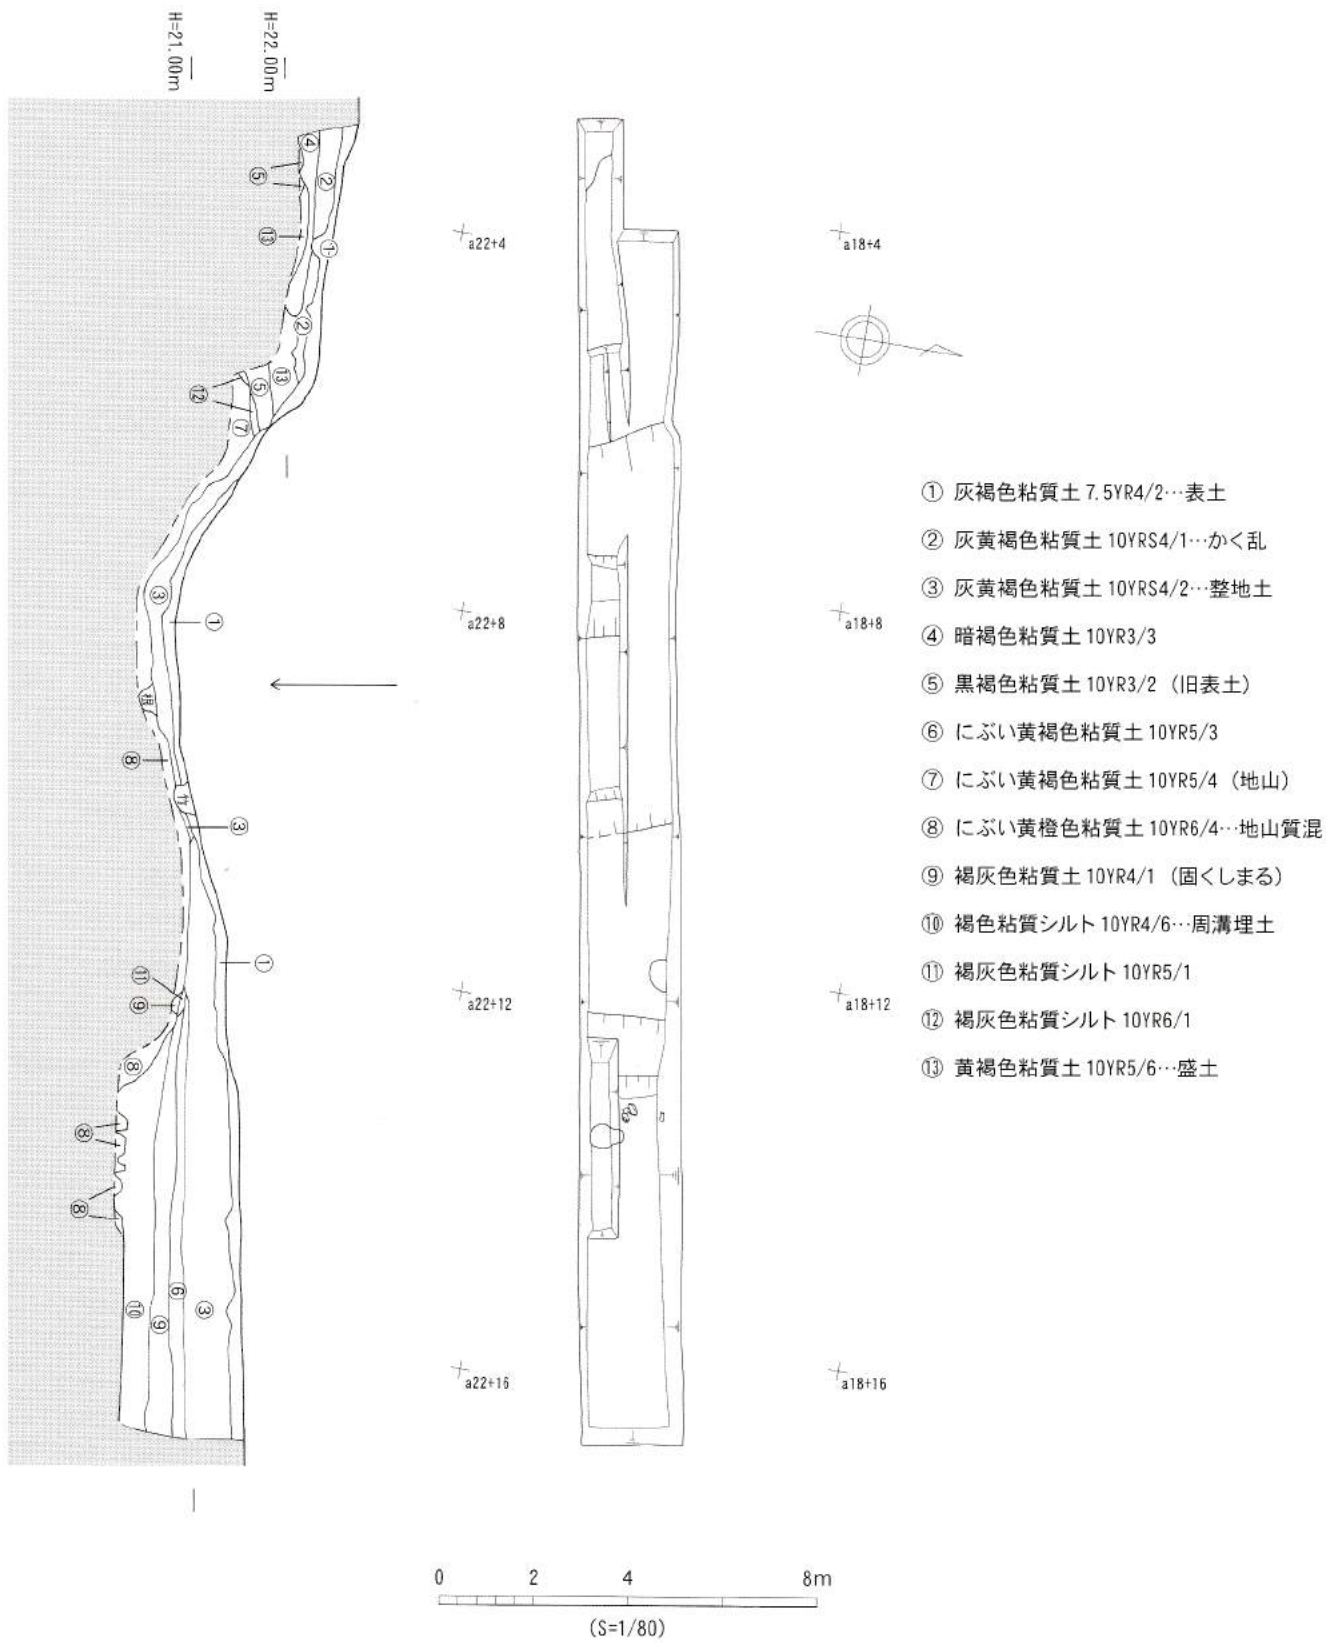 H=21.00m
H=22.00m
④
②
⑤
⑬
①
②
⑬
⑤
⑫
⑦
③
①
根
⑧
竹
③
①
⑪
⑨
⑧
⑧
⑧
⑩
⑨
⑥
③
a22+4
a18+4
a22+8
a18+8
a22+12
a18+12
a22+16
a18+16
① 灰褐色粘質土 7.5YR4/2…表土
② 灰黄褐色粘質土 10YRS4/1…かく乱
③ 灰黄褐色粘質土 10YRS4/2…整地土
④ 暗褐色粘質土 10YR3/3
⑤ 黒褐色粘質土 10YR3/2（旧表土）
⑥ にぶい黄褐色粘質土 10YR5/3
⑦ にぶい黄褐色粘質土 10YR5/4（地山）
⑧ にぶい黄橙色粘質土 10YR6/4…地山質混
⑨ 褐灰色粘質土 10YR4/1（固くしまる）
⑩ 褐色粘質シルト 10YR4/6…周溝埋土
⑪ 褐灰色粘質シルト 10YR5/1
⑫ 褐灰色粘質シルト 10YR6/1
⑬ 黄褐色粘質土 10YR5/6…盛土
0 2 4 8m
(S=1/80)